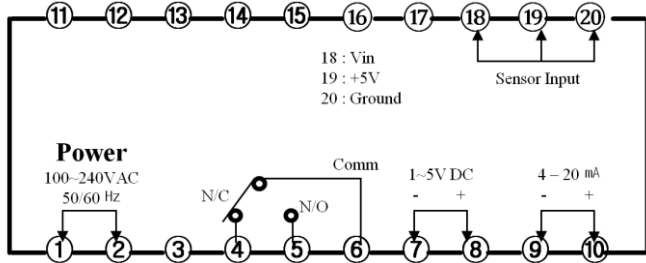 11 12 13 14 15 16 17 18 19 20
18 : Vin
19 : +5V
20 : Ground
Sensor Input
Power
100~240VAC
50/60 Hz
N/C
N/O
Comm
1~5V DC
- +
4 – 20 mA
- +
1 2 3 4 5 6 7 8 9 10